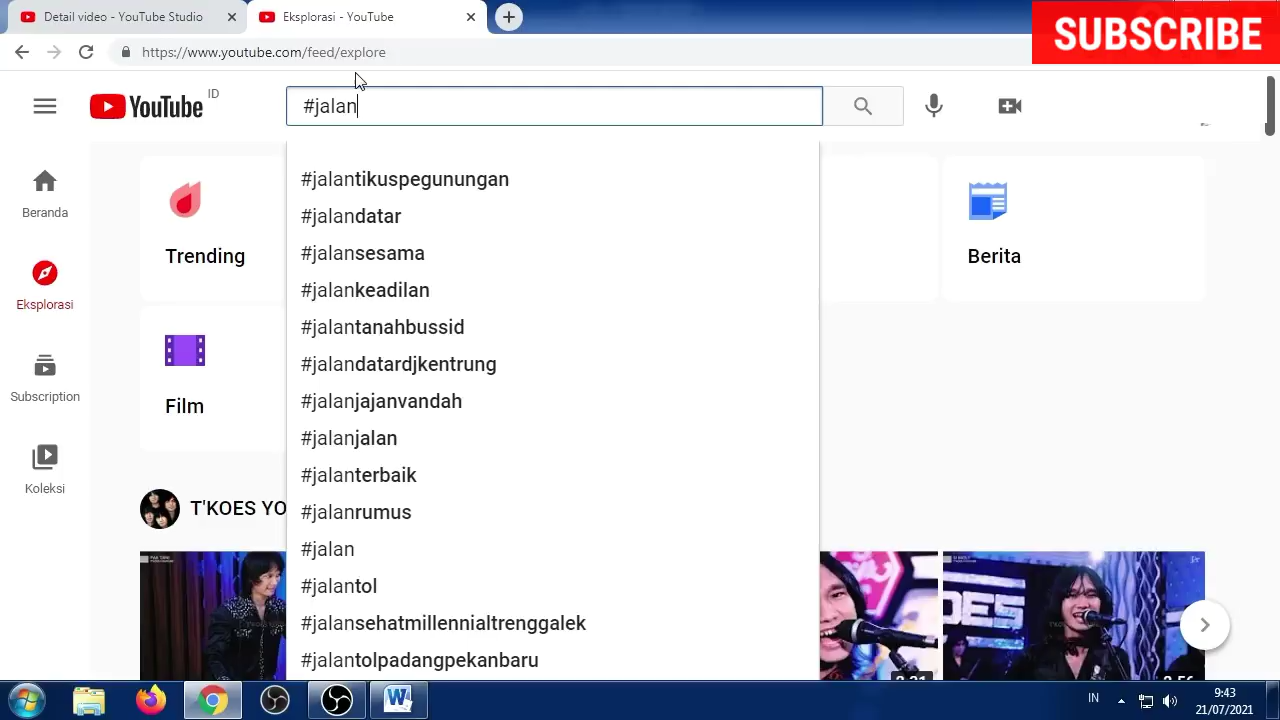 Detail video - YouTube Studio
Eksplorasi - YouTube
SUBSCRIBE
https://www.youtube.com/feed/explore
YouTube
ID
#jalan
#jalantikuspegunungan
#jalandatar
#jalansesama
#jalankeadilan
#jalantanahbussid
#jalandatardjkentrung
#jalanjajanvandah
#jalanjalan
#jalanterbaik
#jalanrumus
#jalan
#jalantol
#jalansehatmillennialtrenggalek
#jalantolpadangpekanbaru
Beranda
Eksplorasi
Subscription
Koleksi
Trending
Berita
Film
T'KOES YO
IN
9:43
21/07/2021